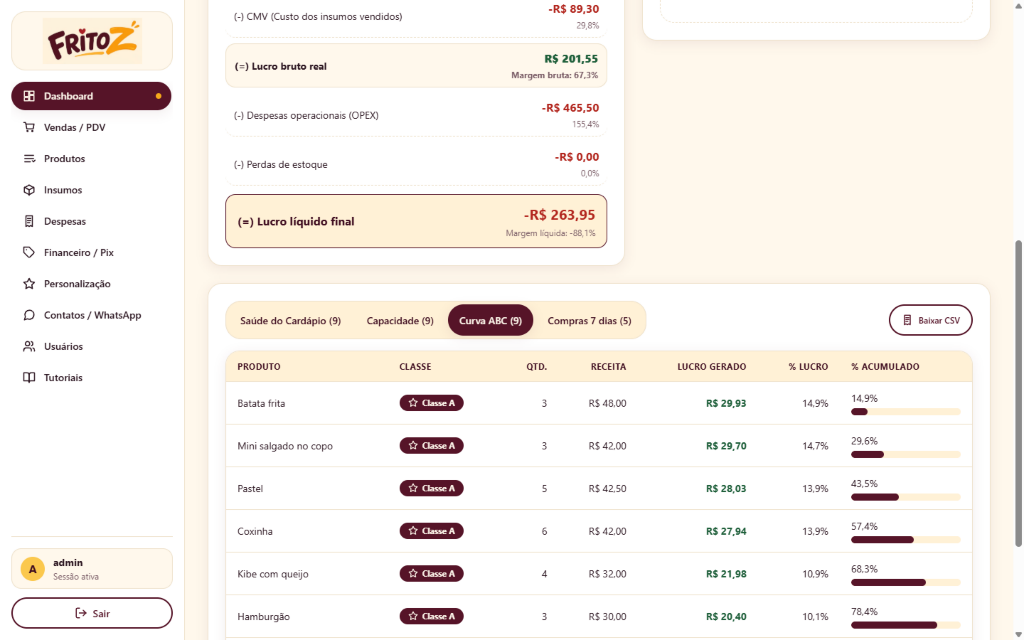 FRITOZ
Dashboard
Vendas / PDV
Produtos
Insumos
Despesas
Financeiro / Pix
Personalização
Contatos / WhatsApp
Usuários
Tutoriais
A
admin
Sessão ativa
Sair
(-) CMV (Custo dos insumos vendidos)
-R$ 89,30
29,8%
(=) Lucro bruto real
R$ 201,55
Margem bruta: 67,3%
(-) Despesas operacionais (OPEX)
-R$ 465,50
155,4%
(-) Perdas de estoque
-R$ 0,00
0,0%
(=) Lucro líquido final
-R$ 263,95
Margem líquida: -88,1%
Saúde do Cardápio (9) Capacidade (9) Curva ABC (9) Compras 7 dias (5)
Baixar CSV
PRODUTO CLASSE QTD. RECEITA LUCRO GERADO % LUCRO % ACUMULADO
Batata frita Classe A 3 R$ 48,00 R$ 29,93 14,9% 14.9%
Mini salgado no copo Classe A 3 R$ 42,00 R$ 29,70 14,7% 29.6%
Pastel Classe A 5 R$ 42,50 R$ 28,03 13,9% 43,5%
Coxinha Classe A 6 R$ 42,00 R$ 27,94 13,9% 57.4%
Kibe com queijo Classe A 4 R$ 32,00 R$ 21,98 10,9% 68.3%
Hamburgão Classe A 3 R$ 30,00 R$ 20,40 10,1% 78,4%